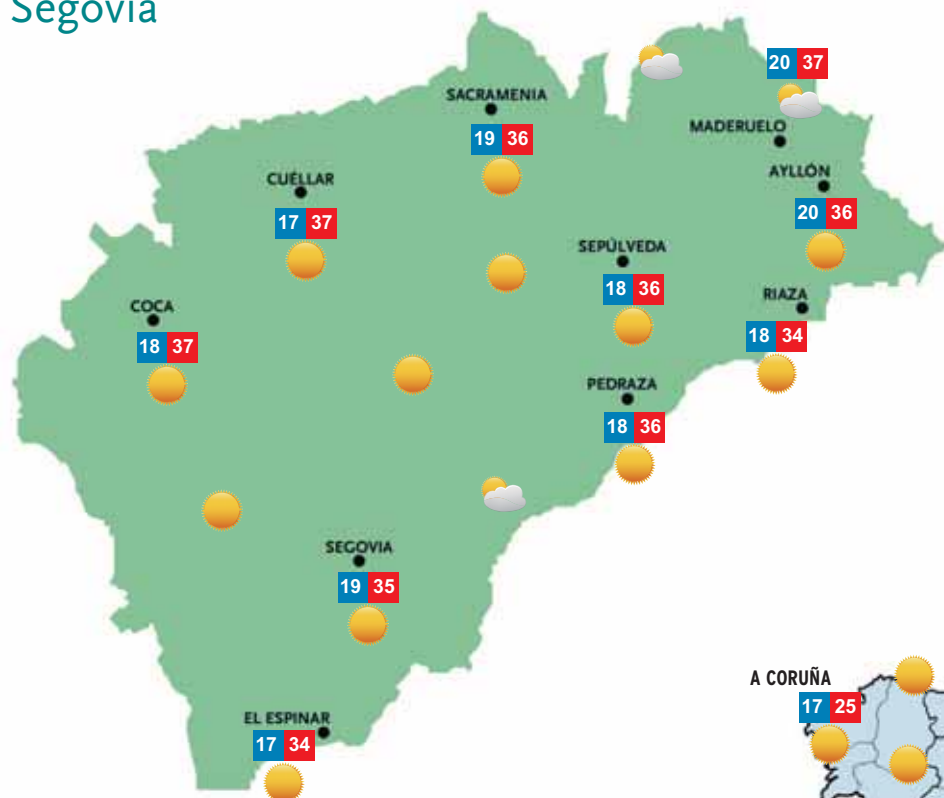 Segovia
20 37
SACRAMENIA
MADERUELO
19 36
AYLLÓN
CUÉLLAR
20 36
17 37
SEPÚLVEDA
18 36
RIAZA
COCA
18 34
18 37
PEDRAZA
18 36
SEGOVIA
19 35
A CORUÑA
17 25
EL ESPINAR
17 34